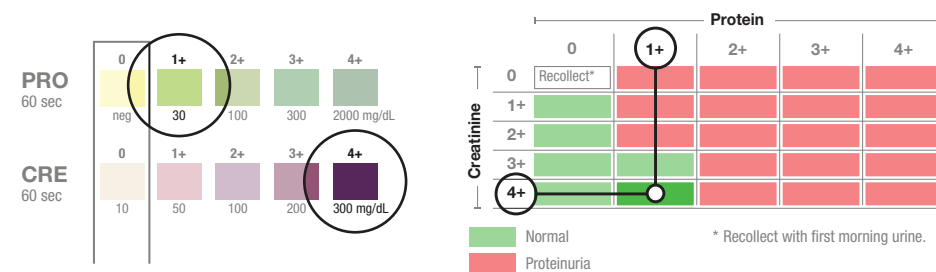 0 1+ 2+ 3+ 4+
PRO
60 sec
neg 30 100 300 2000 mg/dL
0 1+ 2+ 3+ 4+
CRE
60 sec
10 50 100 200 300 mg/dL
Protein
0 1+ 2+ 3+ 4+
Creatinine
0 Recollect*
1+
2+
3+
4+
Normal
* Recollect with first morning urine.
Proteinuria